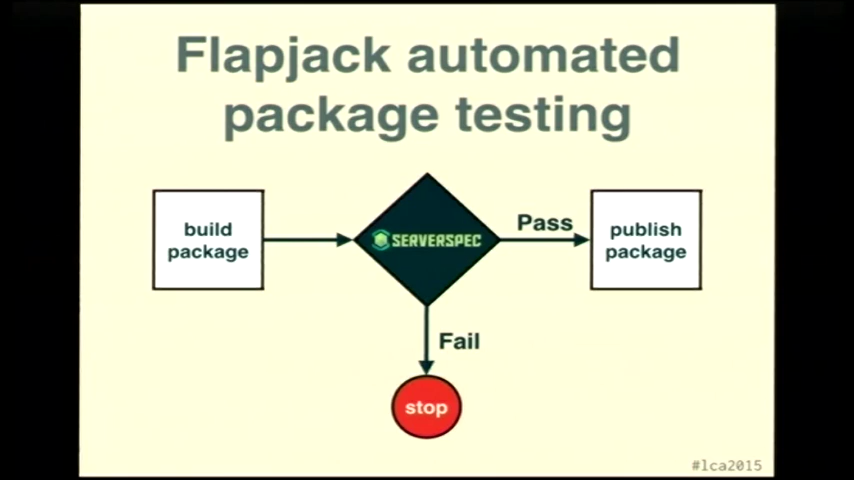 Flapjack automated
package testing
build
package
SERVERSPEC
Pass
publish
package
Fail
stop
#lca2015